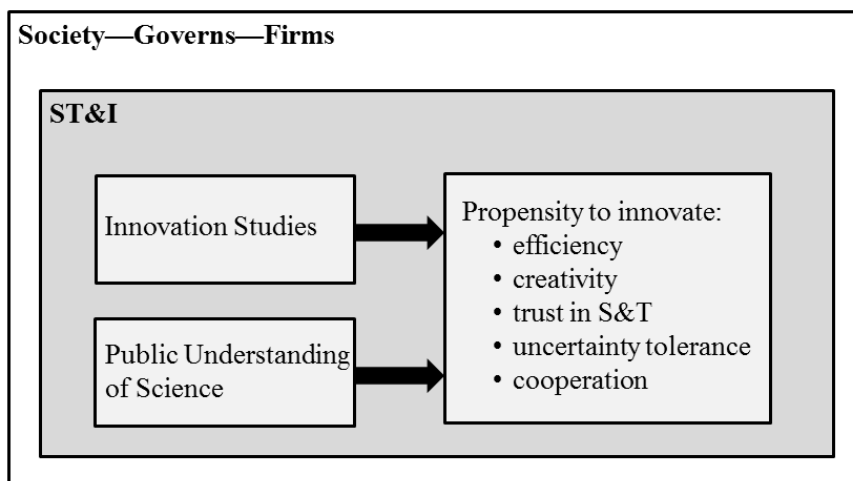 Society—Governs—Firms
ST&I
Innovation Studies
Public Understanding
of Science
Propensity to innovate:
• efficiency
• creativity
• trust in S&T
• uncertainty tolerance
• cooperation